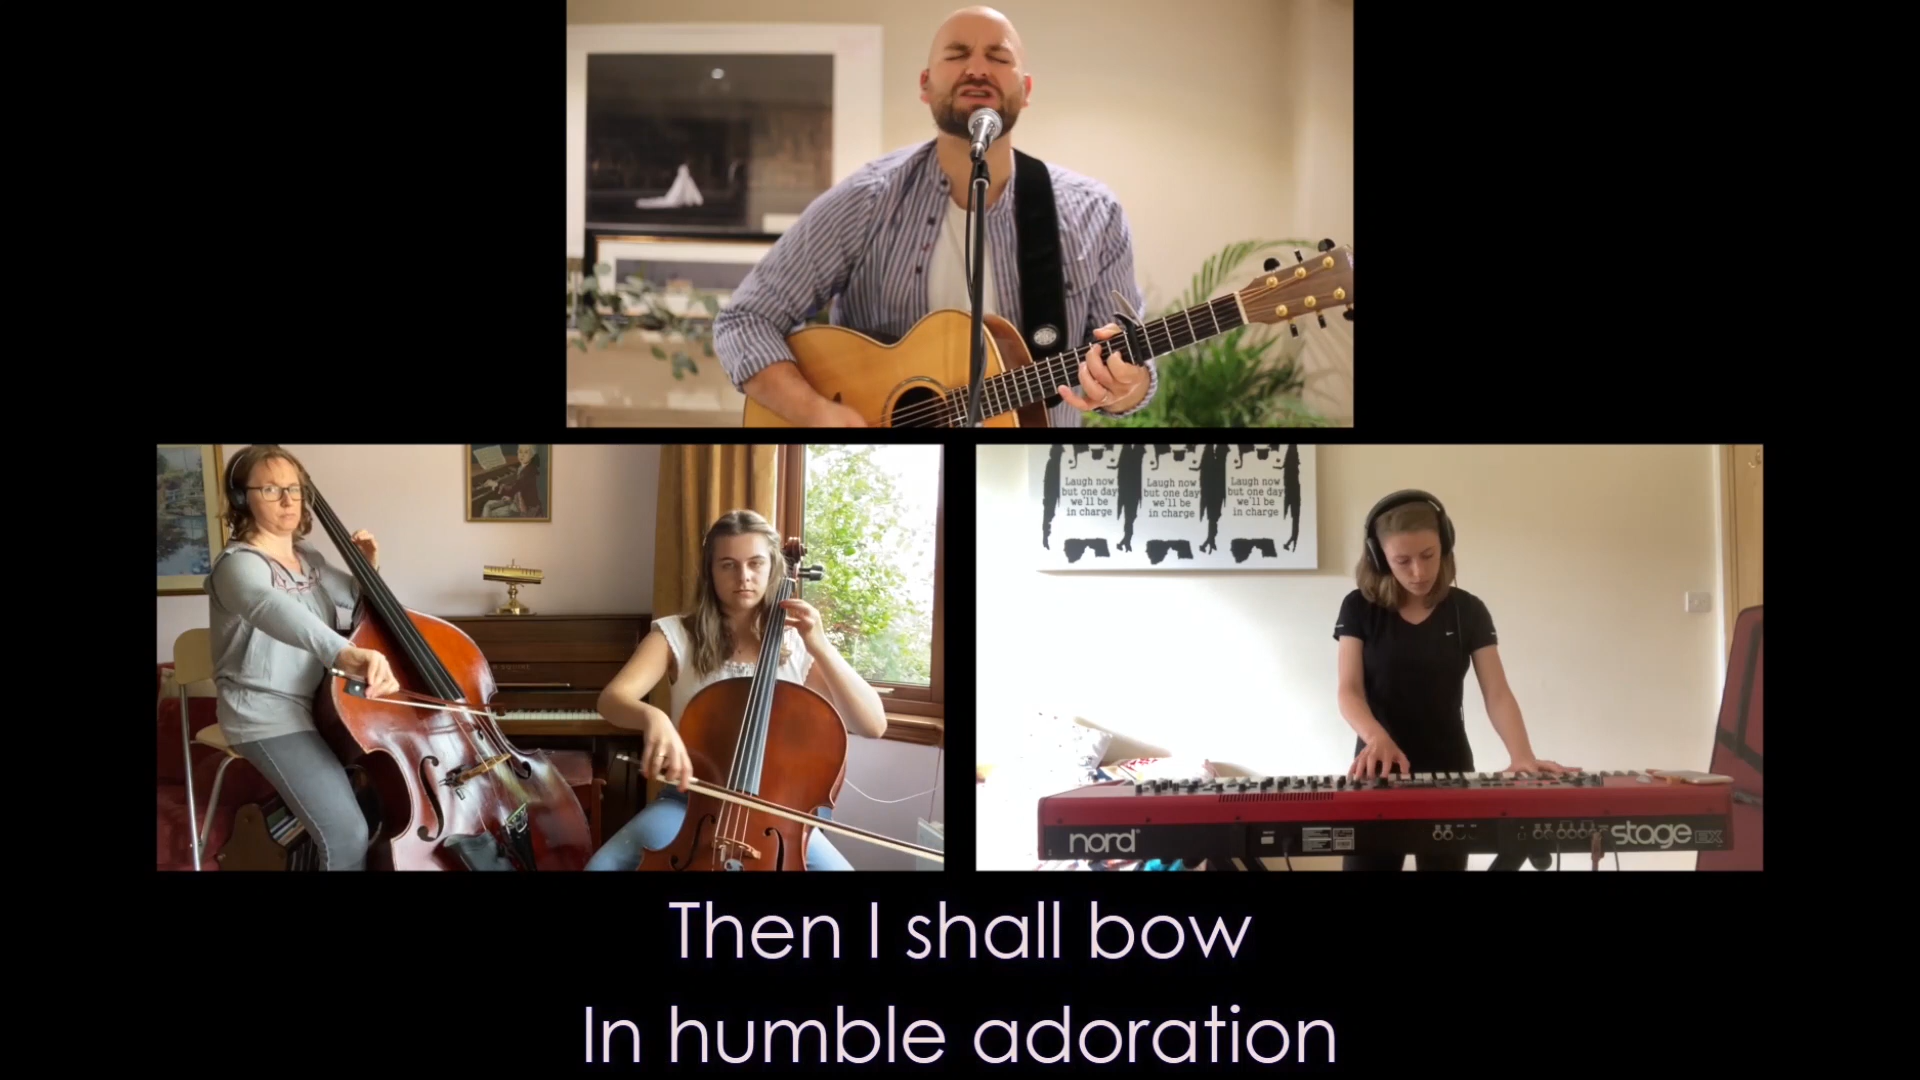 Laugh now
but one day
we'll be
in charge
Laugh now
but one day
we'll be
in charge
Laugh now
but one day
we'll be
in charge
nord
stage EX
Then I shall bow
In humble adoration